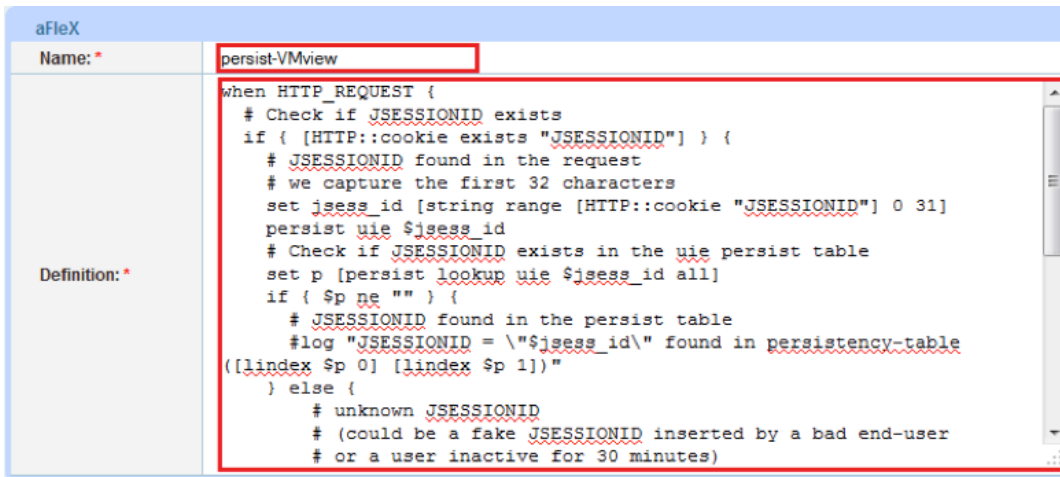 aFleX
Name: *
persist-VMview
Definition: *
when HTTP_REQUEST {
  # Check if JSESSIONID exists
  if { [HTTP::cookie exists "JSESSIONID"] } {
    # JSESSIONID found in the request
    # we capture the first 32 characters
    set jsess_id [string range [HTTP::cookie "JSESSIONID"] 0 31]
    persist uie $jsess_id
    # Check if JSESSIONID exists in the uie persist table
    set p [persist lookup uie $jsess_id all]
    if { $p ne "" } {
      # JSESSIONID found in the persist table
      #log "JSESSIONID = \"$jsess_id\" found in persistency-table
([lindex $p 0] [lindex $p 1])"
    } else {
        # unknown JSESSIONID
        # (could be a fake JSESSIONID inserted by a bad end-user
        # or a user inactive for 30 minutes)